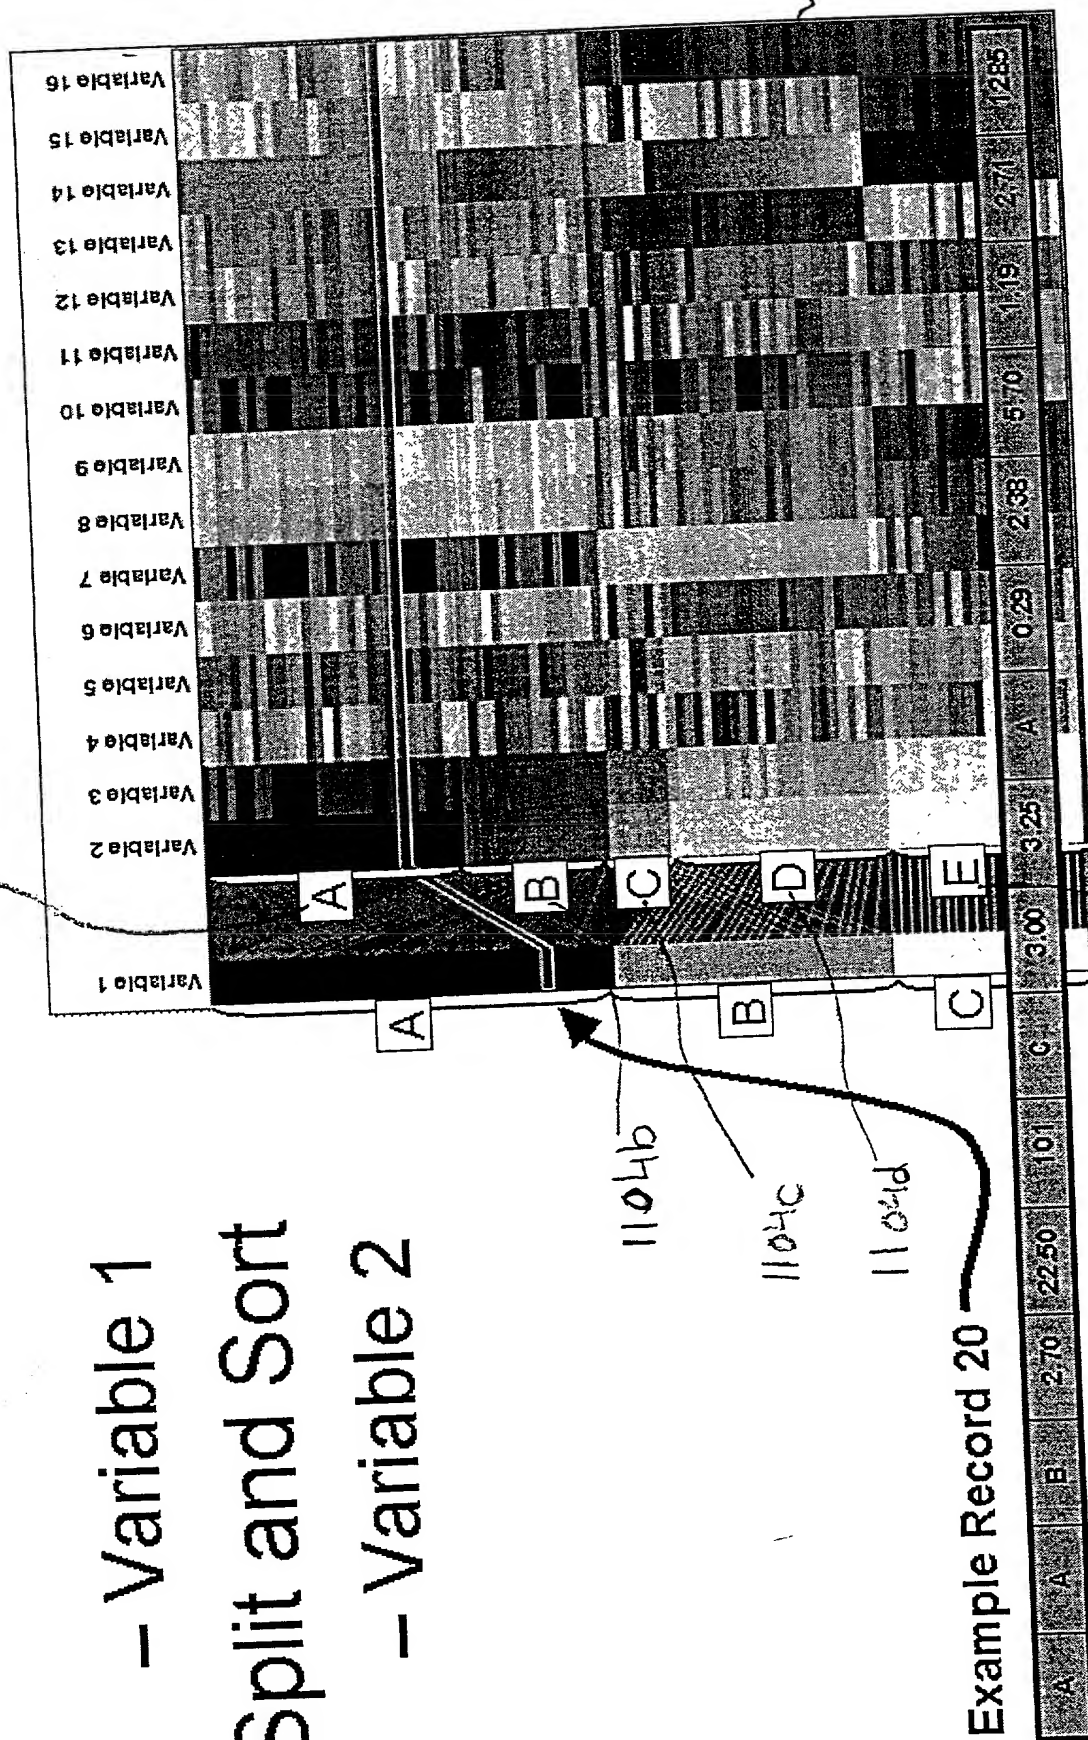 – Variable 1
Split and Sort
– Variable 2
Variable 1
Variable 2
Variable 3
Variable 4
Variable 5
Variable 6
Variable 7
Variable 8
Variable 9
Variable 10
Variable 11
Variable 12
Variable 13
Variable 14
Variable 15
Variable 16
A
B
C
D
E
A
B
C
1104b
1104c
1104d
Example Record 20
A A B 2.70 22.50 101 C 3.00 3.25 A 0.29 2.38 5.70 1.19 2.71 12.85